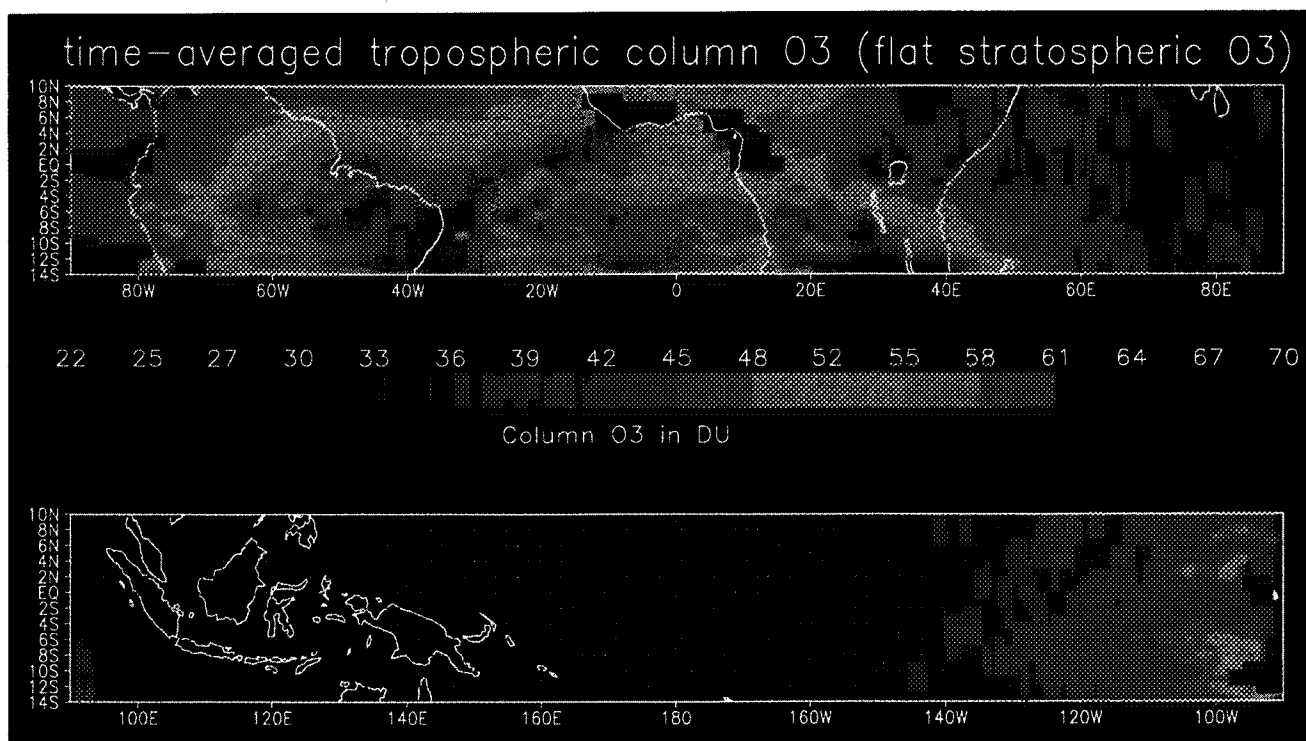 time-averaged tropospheric column O3 (flat stratospheric O3)
10N
8N
6N
4N
2N
EQ
2S
4S
6S
8S
10S
12S
14S
80W 60W 40W 20W 0 20E 40E 60E 80E
22 25 27 30 33 36 39 42 45 48 52 55 58 61 64 67 70
Column O3 in DU
10N
8N
6N
4N
2N
EQ
2S
4S
6S
8S
10S
12S
14S
100E 120E 140E 160E 180 160W 140W 120W 100W